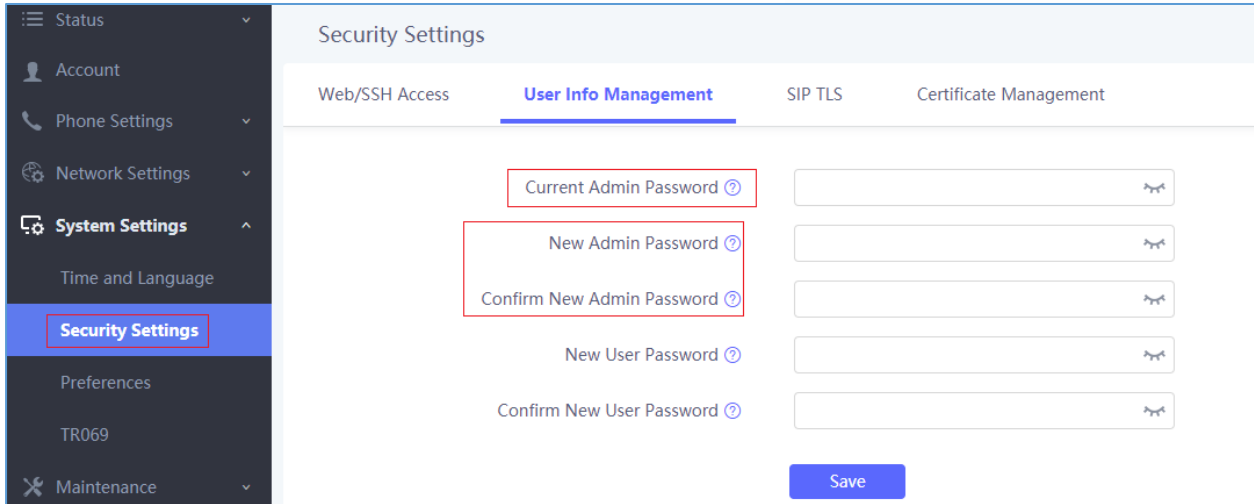 Status
Account
Phone Settings
Network Settings
System Settings
Time and Language
Security Settings
Preferences
TR069
Maintenance
Security Settings
Web/SSH Access User Info Management SIP TLS Certificate Management
Current Admin Password ?
New Admin Password ?
Confirm New Admin Password ?
New User Password ?
Confirm New User Password ?
Save